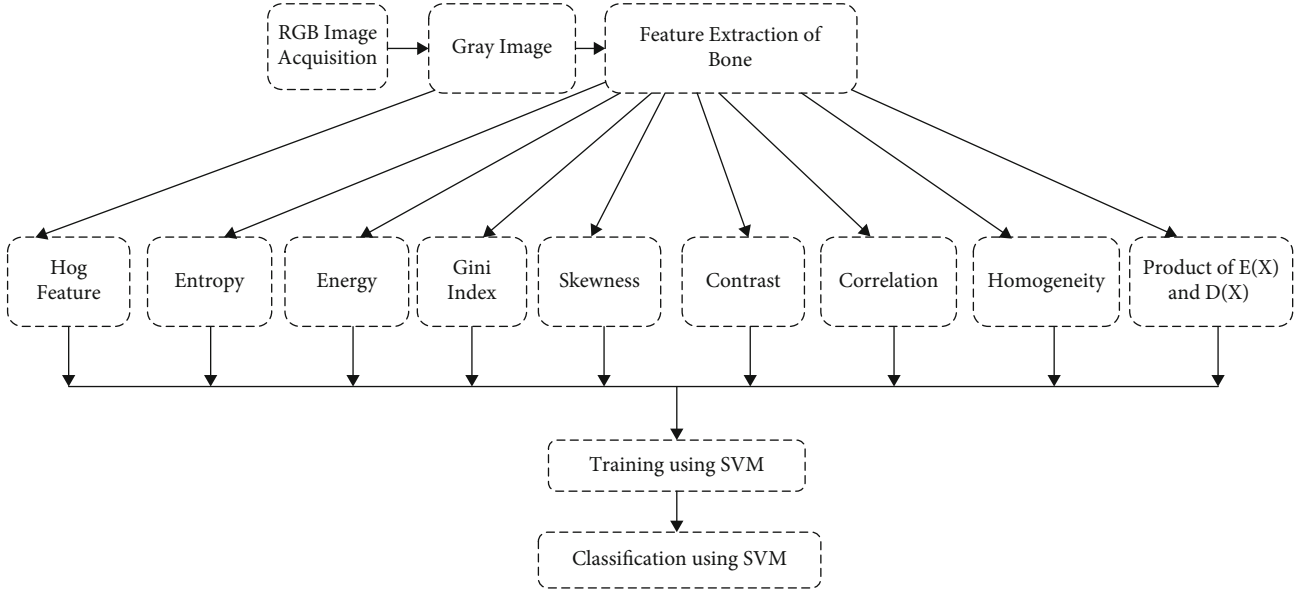 RGB Image
Acquisition
Gray Image
Feature Extraction of
Bone
Hog
Feature
Entropy
Energy
Gini
Index
Skewness
Contrast
Correlation
Homogeneity
Product of E(X)
and D(X)
Training using SVM
Classification using SVM